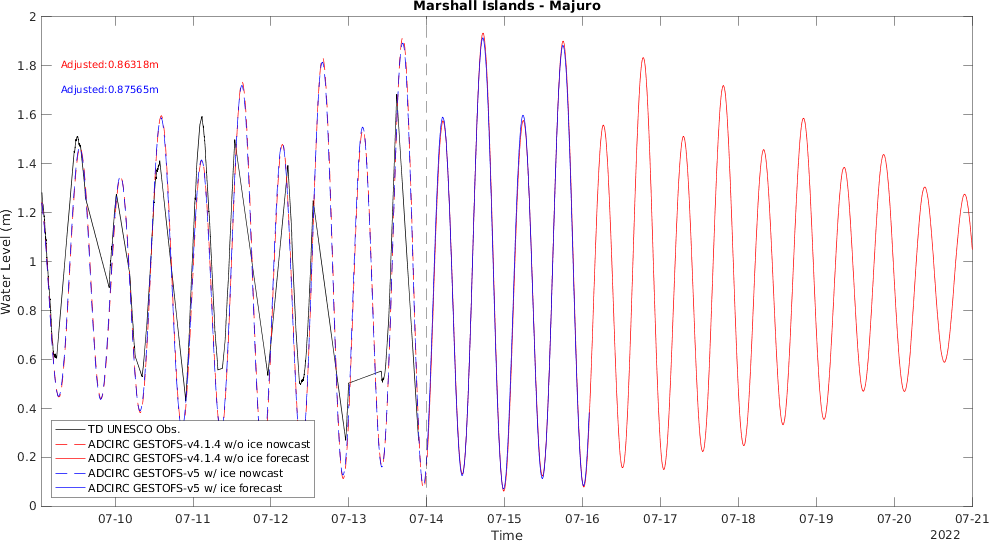 Marshall Islands - Majuro
Water Level (m)
2
1.8
1.6
1.4
1.2
1
0.8
0.6
0.4
0.2
0
Adjusted:0.86318m
Adjusted:0.87565m
TD UNESCO Obs.
ADCIRC GESTOFS-v4.1.4 w/o ice nowcast
ADCIRC GESTOFS-v4.1.4 w/o ice forecast
ADCIRC GESTOFS-v5 w/ ice nowcast
ADCIRC GESTOFS-v5 w/ ice forecast
07-10 07-11 07-12 07-13 07-14 07-15 07-16 07-17 07-18 07-19 07-20 07-21
Time
2022